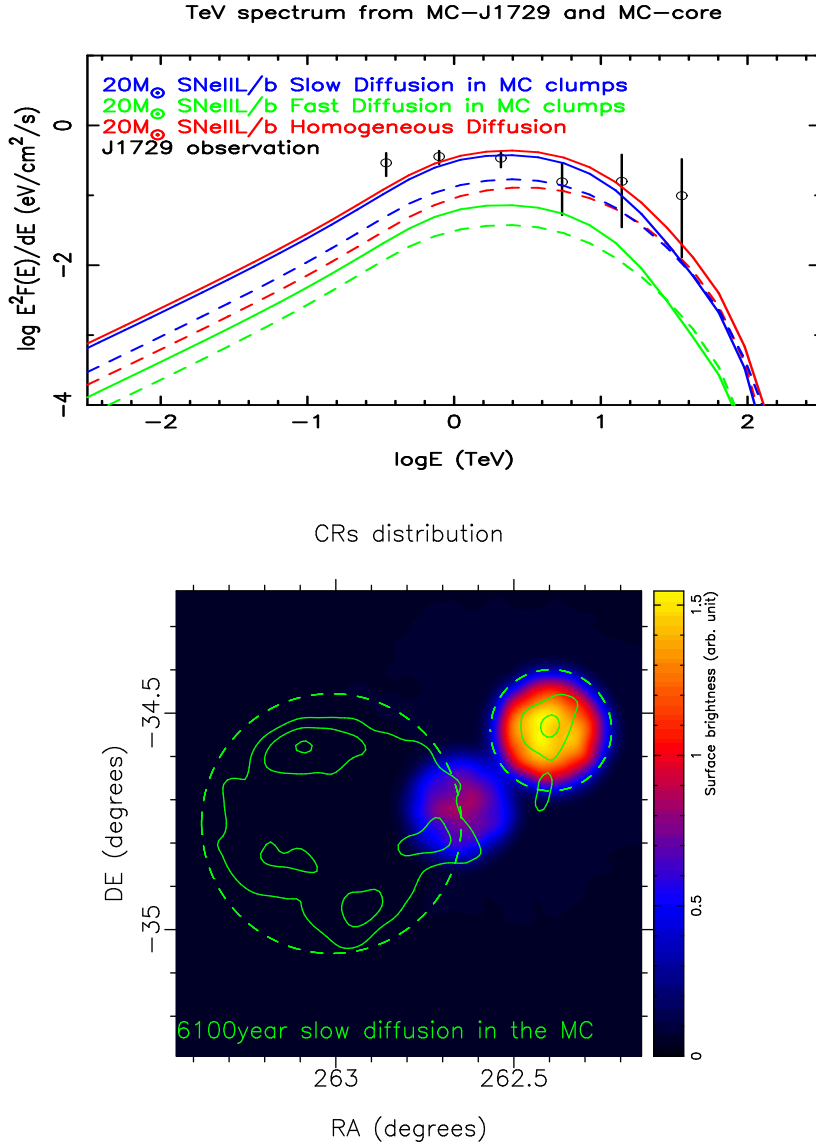 TeV spectrum from MC-J1729 and MC-core
20M⊙ SNeIIL/b Slow Diffusion in MC clumps
20M⊙ SNeIIL/b Fast Diffusion in MC clumps
20M⊙ SNeIIL/b Homogeneous Diffusion
J1729 observation
log E²F(E)/dE (eV/cm²/s)
0
−2
−4
−2 −1 0 1 2
logE (TeV)
CRs distribution
−34.5
−35
DE (degrees)
6100year slow diffusion in the MC
263 262.5
RA (degrees)
1.5
1
0.5
0
Surface brightness (arb. unit)